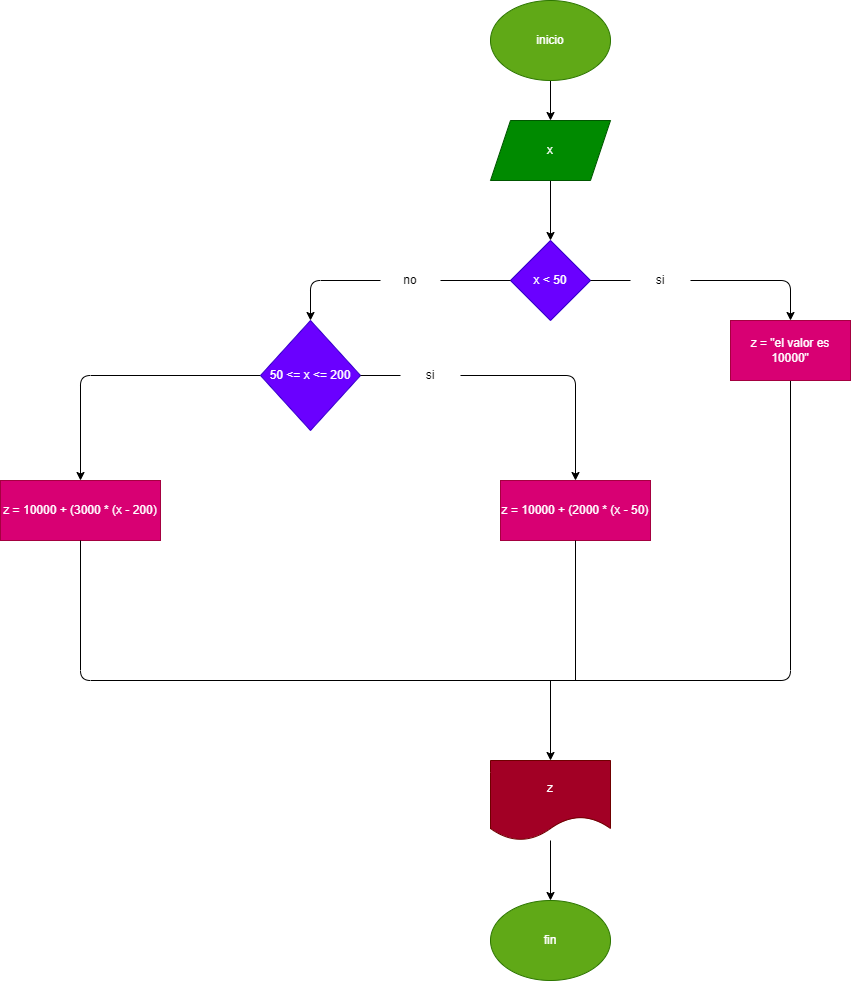 inicio
x
x < 50
no
si
z = "el valor es
10000"
50 <= x <= 200
si
z = 10000 + (3000 * (x - 200)
z = 10000 + (2000 * (x - 50)
z
fin